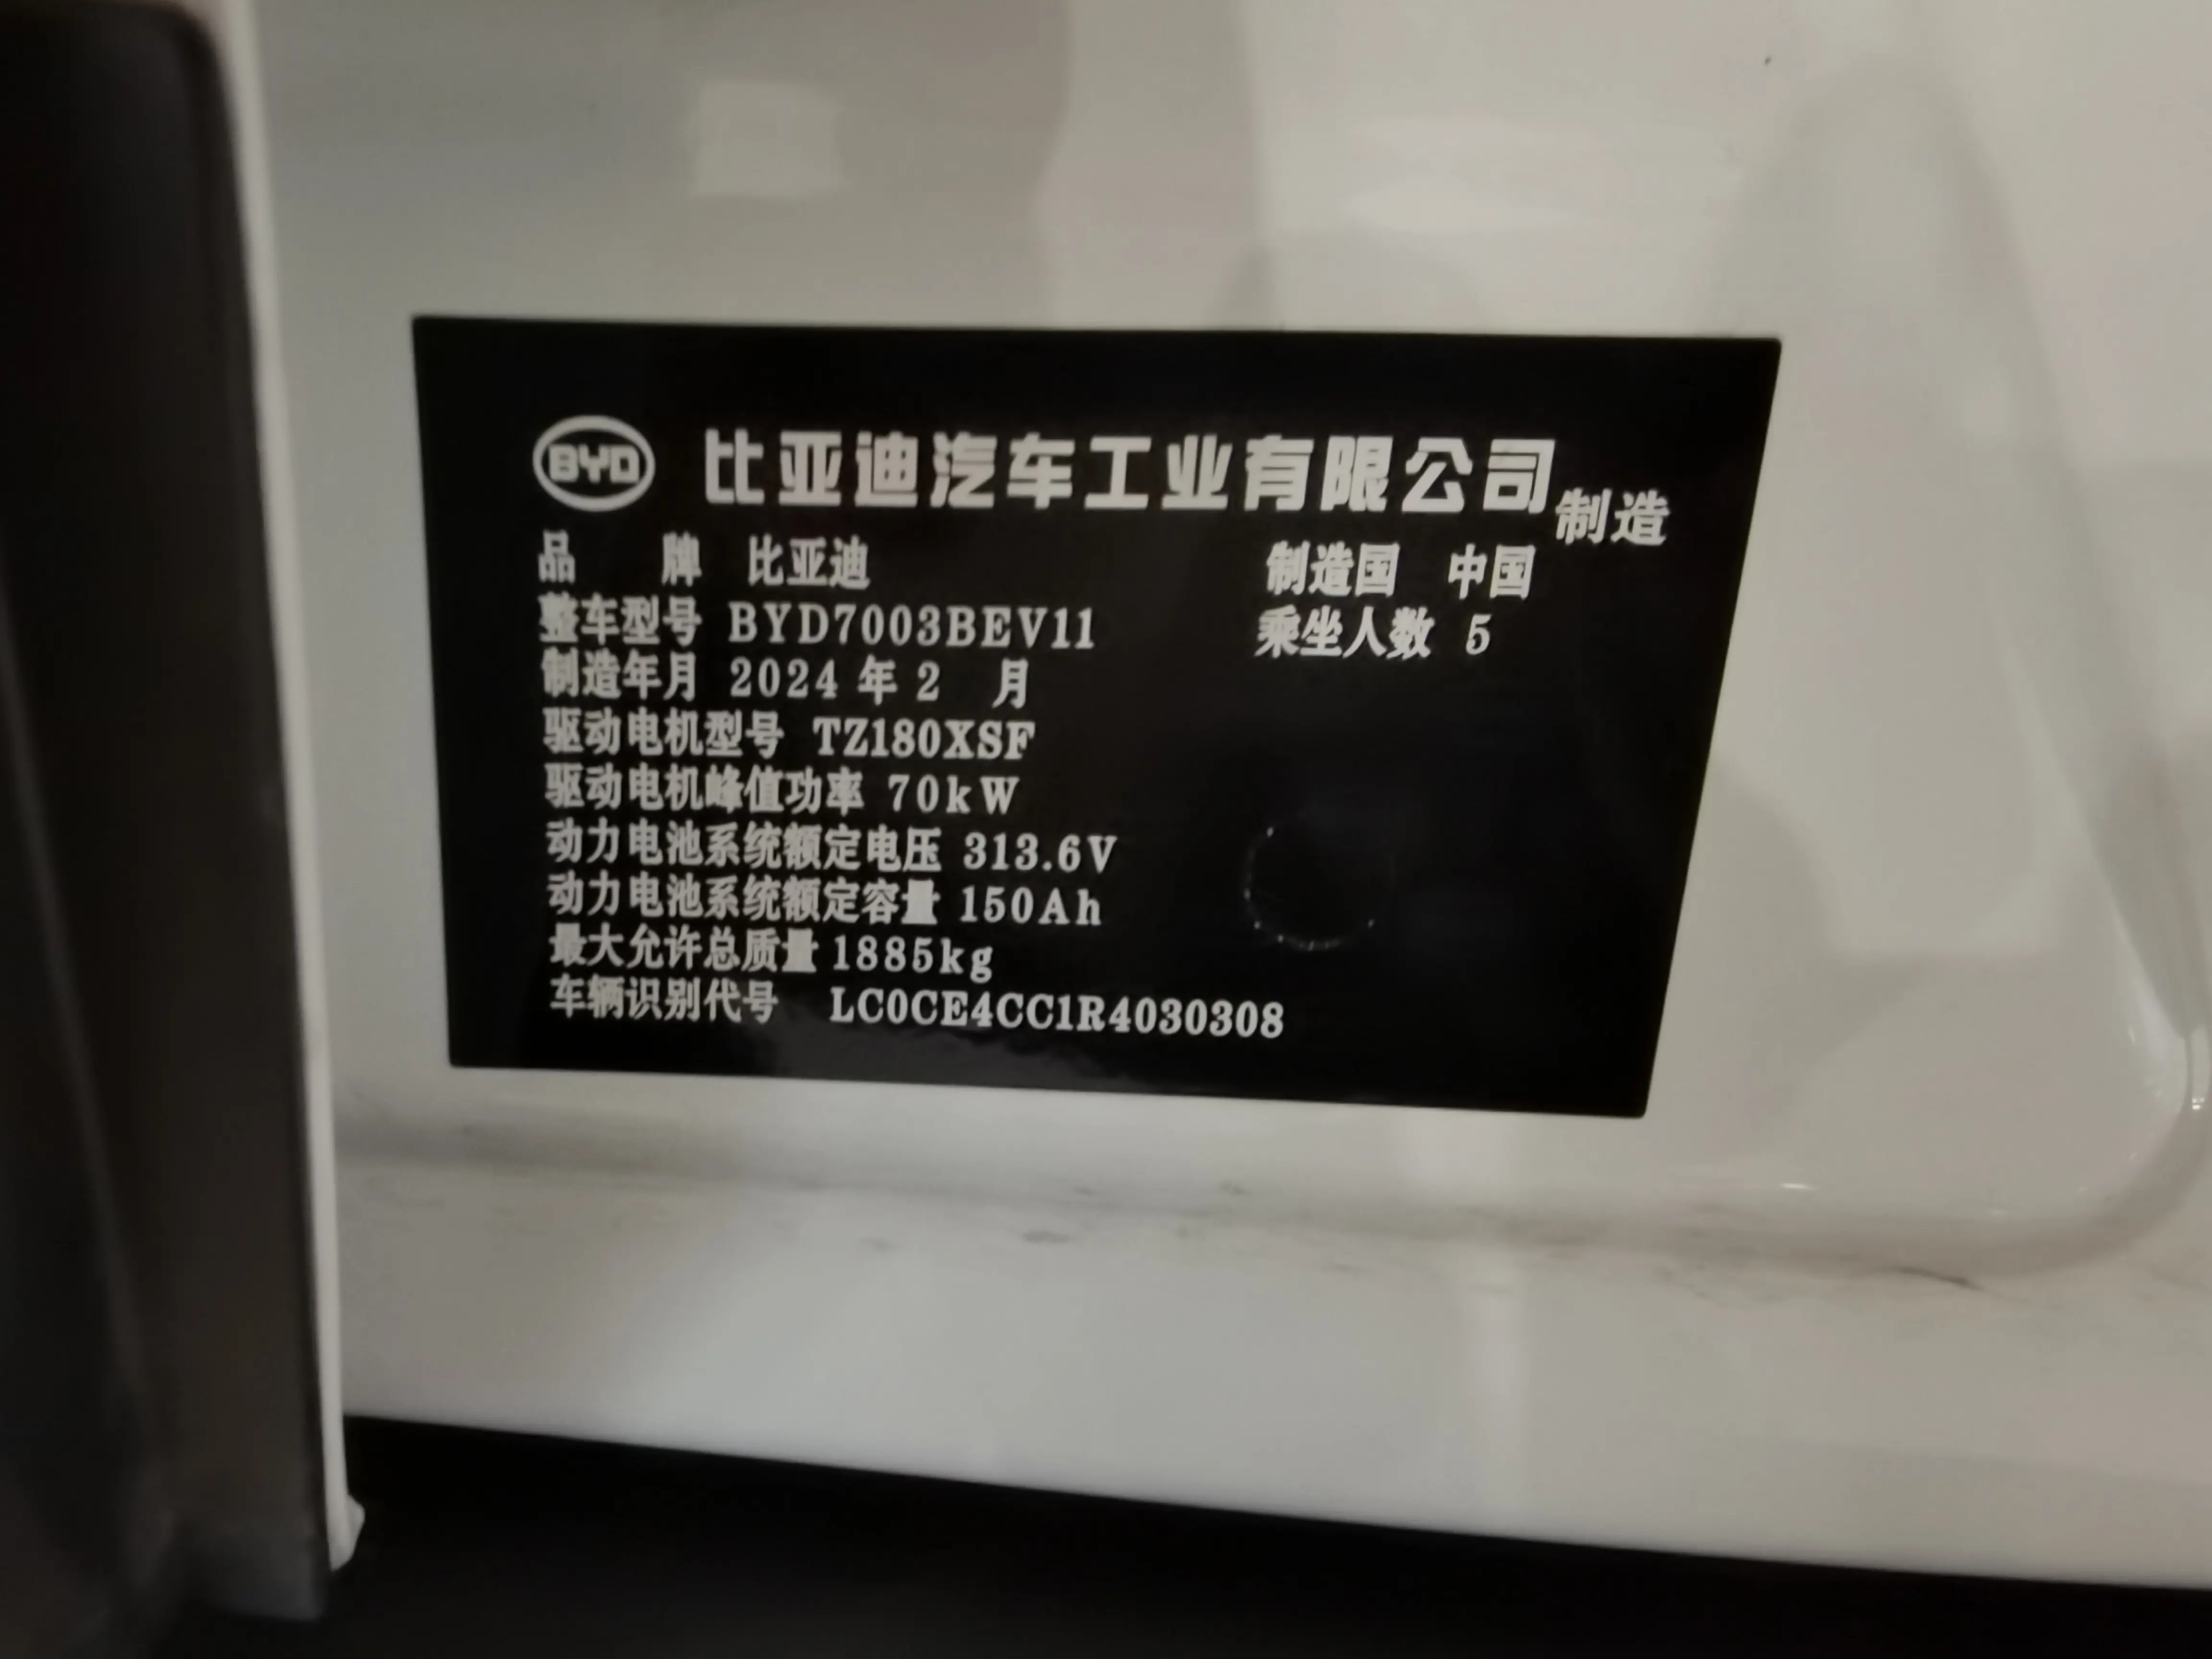 BYD 比亚迪汽车工业有限公司制造
品 牌 比亚迪 制造国 中国
整车型号 BYD7003BEV11 乘坐人数 5
制造年月 2024 年 2 月
驱动电机型号 TZ180XSF
驱动电机峰值功率 70kW
动力电池系统额定电压 313.6V
动力电池系统额定容量 150Ah
最大允许总质量 1885kg
车辆识别代号 LC0CE4CC1R4030308